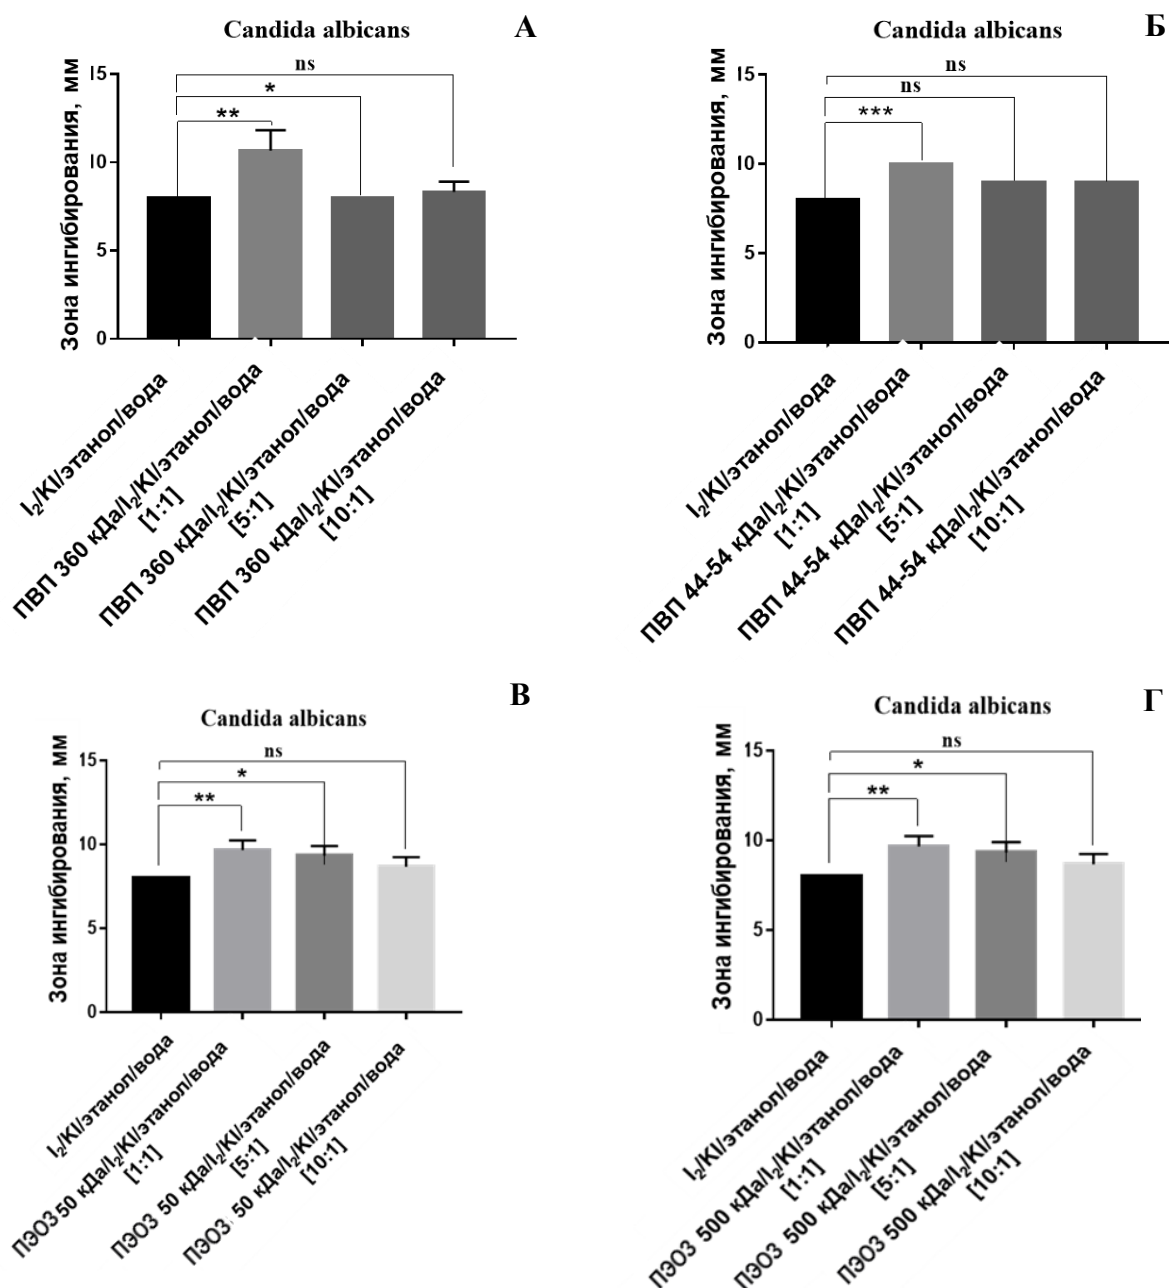 Candida albicans
А
Зона ингибирования, мм
15
10
5
0
ns
*
**
I₂/KI/этанол/вода
ПВП 360 кДа/I₂/KI/этанол/вода
[1:1]
ПВП 360 кДа/I₂/KI/этанол/вода
[5:1]
ПВП 360 кДа/I₂/KI/этанол/вода
[10:1]
Candida albicans
Б
Зона ингибирования, мм
15
10
5
0
ns
ns
***
I₂/KI/этанол/вода
ПВП 44-54 кДа/I₂/KI/этанол/вода
[1:1]
ПВП 44-54 кДа/I₂/KI/этанол/вода
[5:1]
ПВП 44-54 кДа/I₂/KI/этанол/вода
[10:1]
Candida albicans
В
Зона ингибирования, мм
15
10
5
0
ns
*
**
I₂/KI/этанол/вода
ПЭОЗ 50 кДа/I₂/KI/этанол/вода
[1:1]
ПЭОЗ 50 кДа/I₂/KI/этанол/вода
[5:1]
ПЭОЗ 50 кДа/I₂/KI/этанол/вода
[10:1]
Candida albicans
Г
Зона ингибирования, мм
15
10
5
0
ns
*
**
I₂/KI/этанол/вода
ПЭОЗ 500 кДа/I₂/KI/этанол/вода
[1:1]
ПЭОЗ 500 кДа/I₂/KI/этанол/вода
[5:1]
ПЭОЗ 500 кДа/I₂/KI/этанол/вода
[10:1]